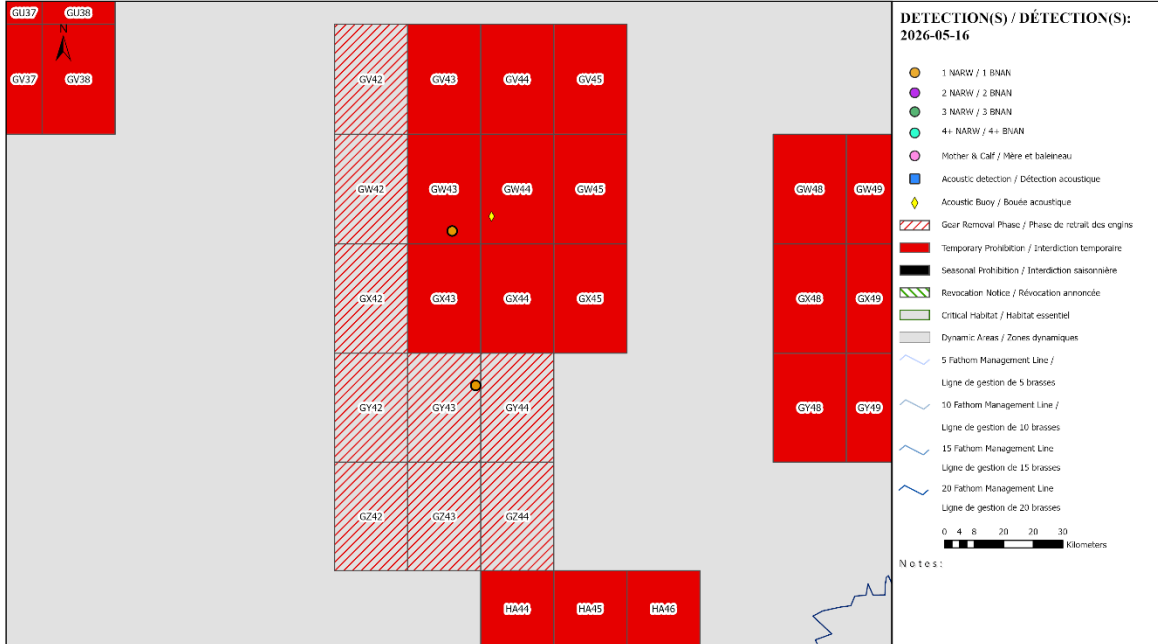 GU37 GU38
N
GV37 GV38
GV42 GV43 GV44 GV45
GW42 GW43 GW44 GW45 GW48 GW49
GX42 GX43 GX44 GX45 GX48 GX49
GY42 GY43 GY44 GY48 GY49
GZ42 GZ43 GZ44
HA44 HA45 HA46
DETECTION(S) / DÉTECTION(S):
2026-05-16
1 NARW / 1 BNAN
2 NARW / 2 BNAN
3 NARW / 3 BNAN
4+ NARW / 4+ BNAN
Mother & Calf / Mère et baleineau
Acoustic detection / Détection acoustique
Acoustic Buoy / Bouée acoustique
Gear Removal Phase / Phase de retrait des engins
Temporary Prohibition / Interdiction temporaire
Seasonal Prohibition / Interdiction saisonnière
Revocation Notice / Révocation annoncée
Critical Habitat / Habitat essentiel
Dynamic Areas / Zones dynamiques
5 Fathom Management Line /
Ligne de gestion de 5 brasses
10 Fathom Management Line /
Ligne de gestion de 10 brasses
15 Fathom Management Line
Ligne de gestion de 15 brasses
20 Fathom Management Line
Ligne de gestion de 20 brasses
0 4 8 20 20 30
Kilometers
Notes: